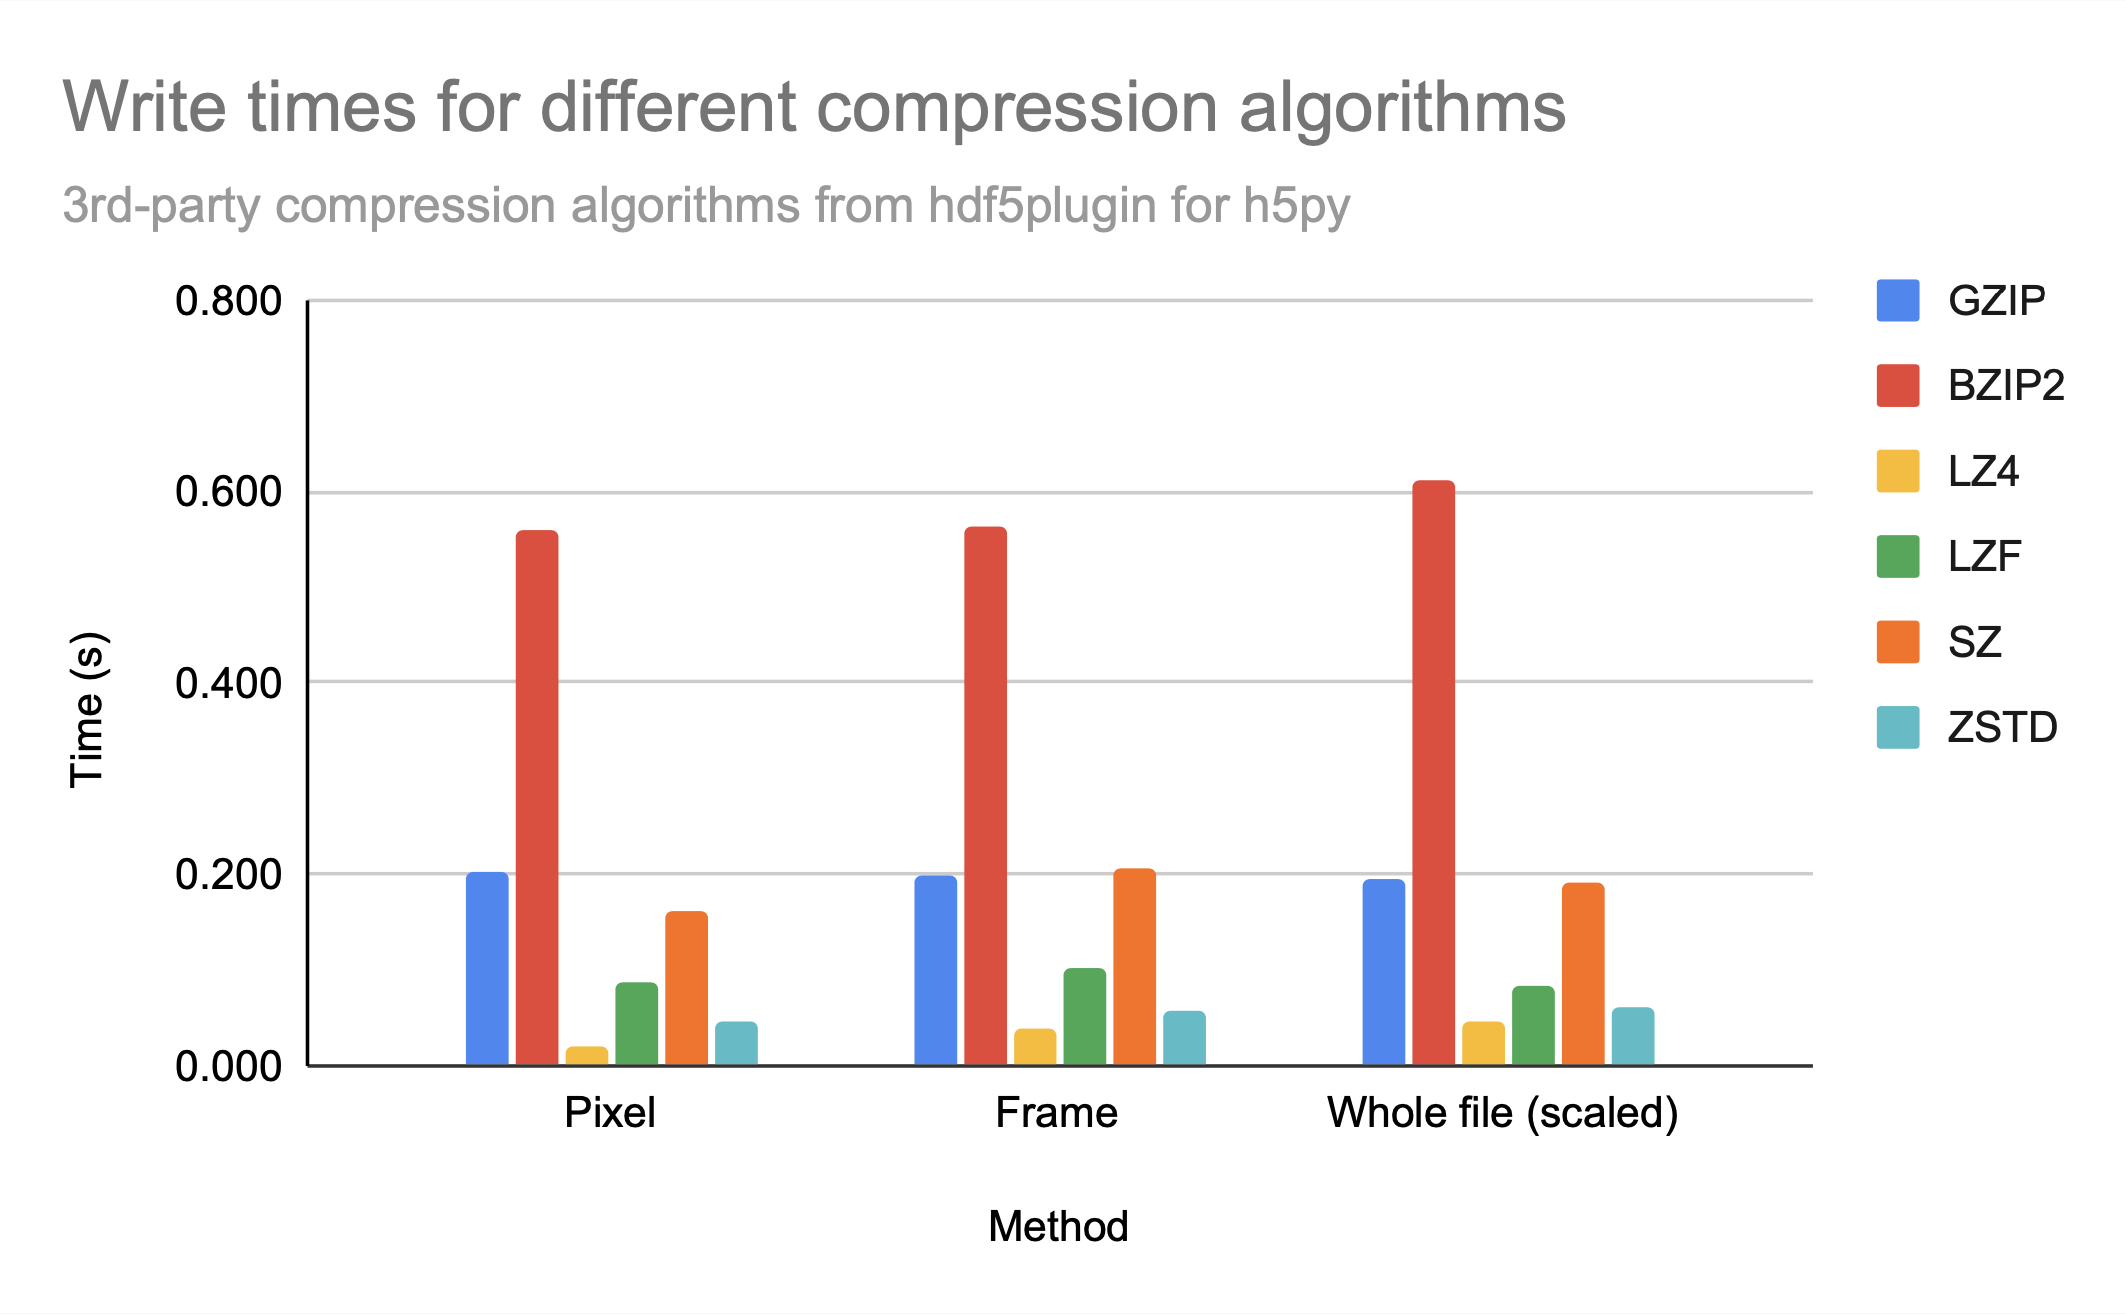 Write times for different compression algorithms
3rd-party compression algorithms from hdf5plugin for h5py
0.800
0.600
0.400
0.200
0.000
Time (s)
Pixel
Frame
Whole file (scaled)
Method
GZIP
BZIP2
LZ4
LZF
SZ
ZSTD